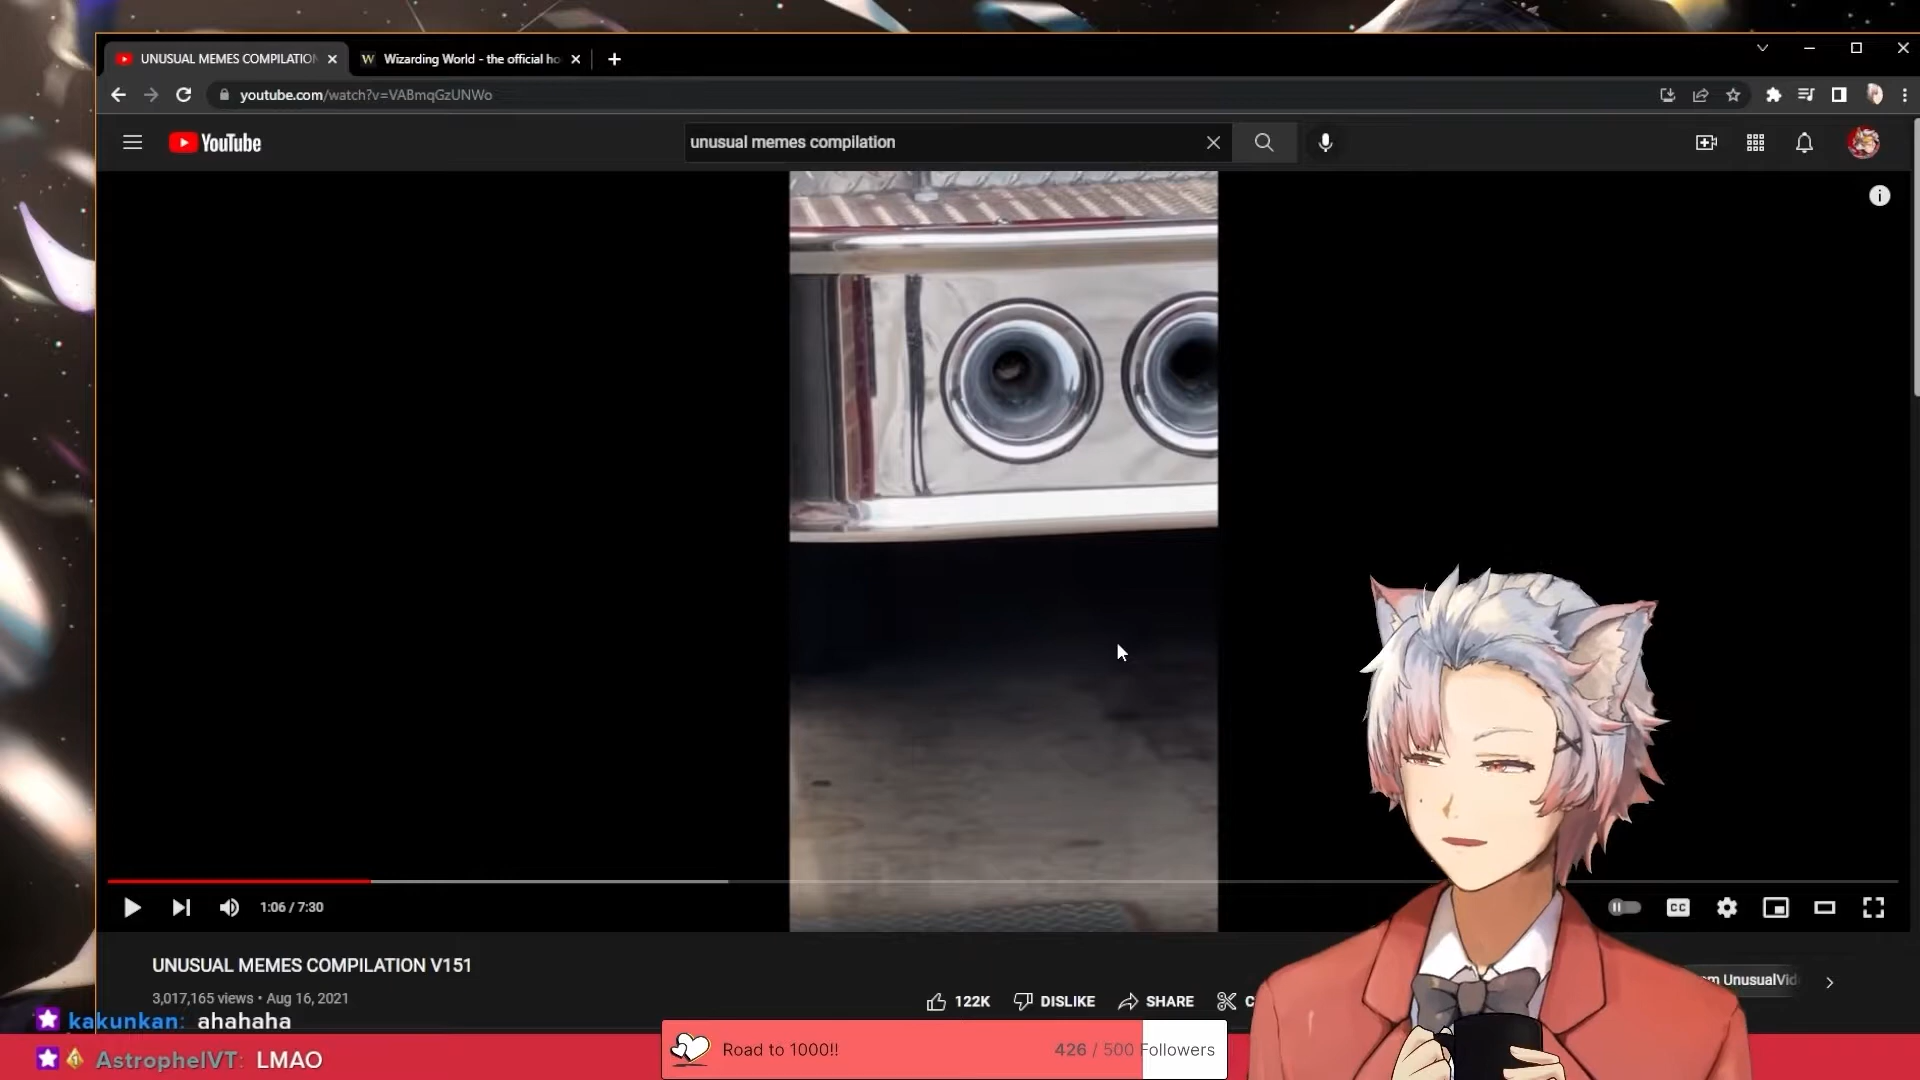 UNUSUAL MEMES COMPILATION
Wizarding World - the official ho
youtube.com/watch?v=VABmqGzUNWo
YouTube
unusual memes compilation
1:06 / 7:30
CC
UNUSUAL MEMES COMPILATION V151
3,017,165 views • Aug 16, 2021
122K
DISLIKE
SHARE
C
om UnusualVid
kakunkan: ahahaha
AstrophelVT: LMAO
Road to 1000!!
426 / 500 Followers